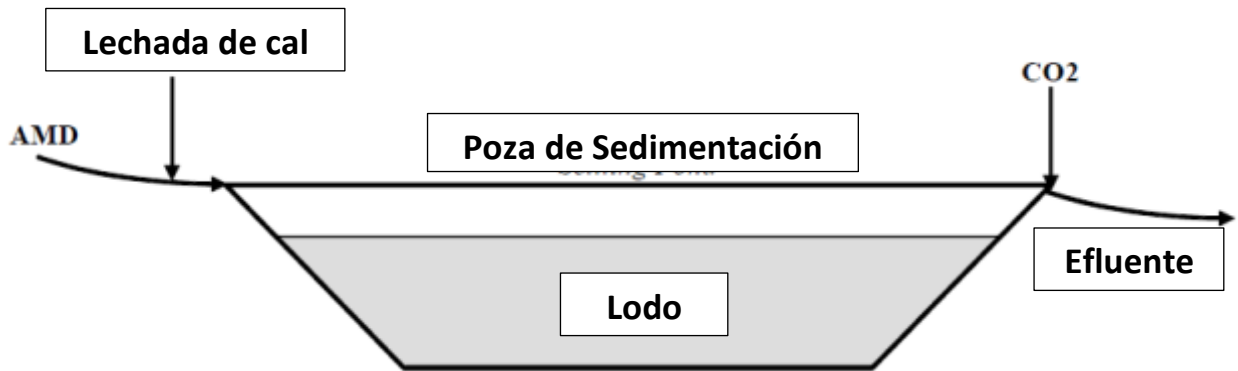 Lechada de cal
CO2
AMD
Poza de Sedimentación
Efluente
Lodo